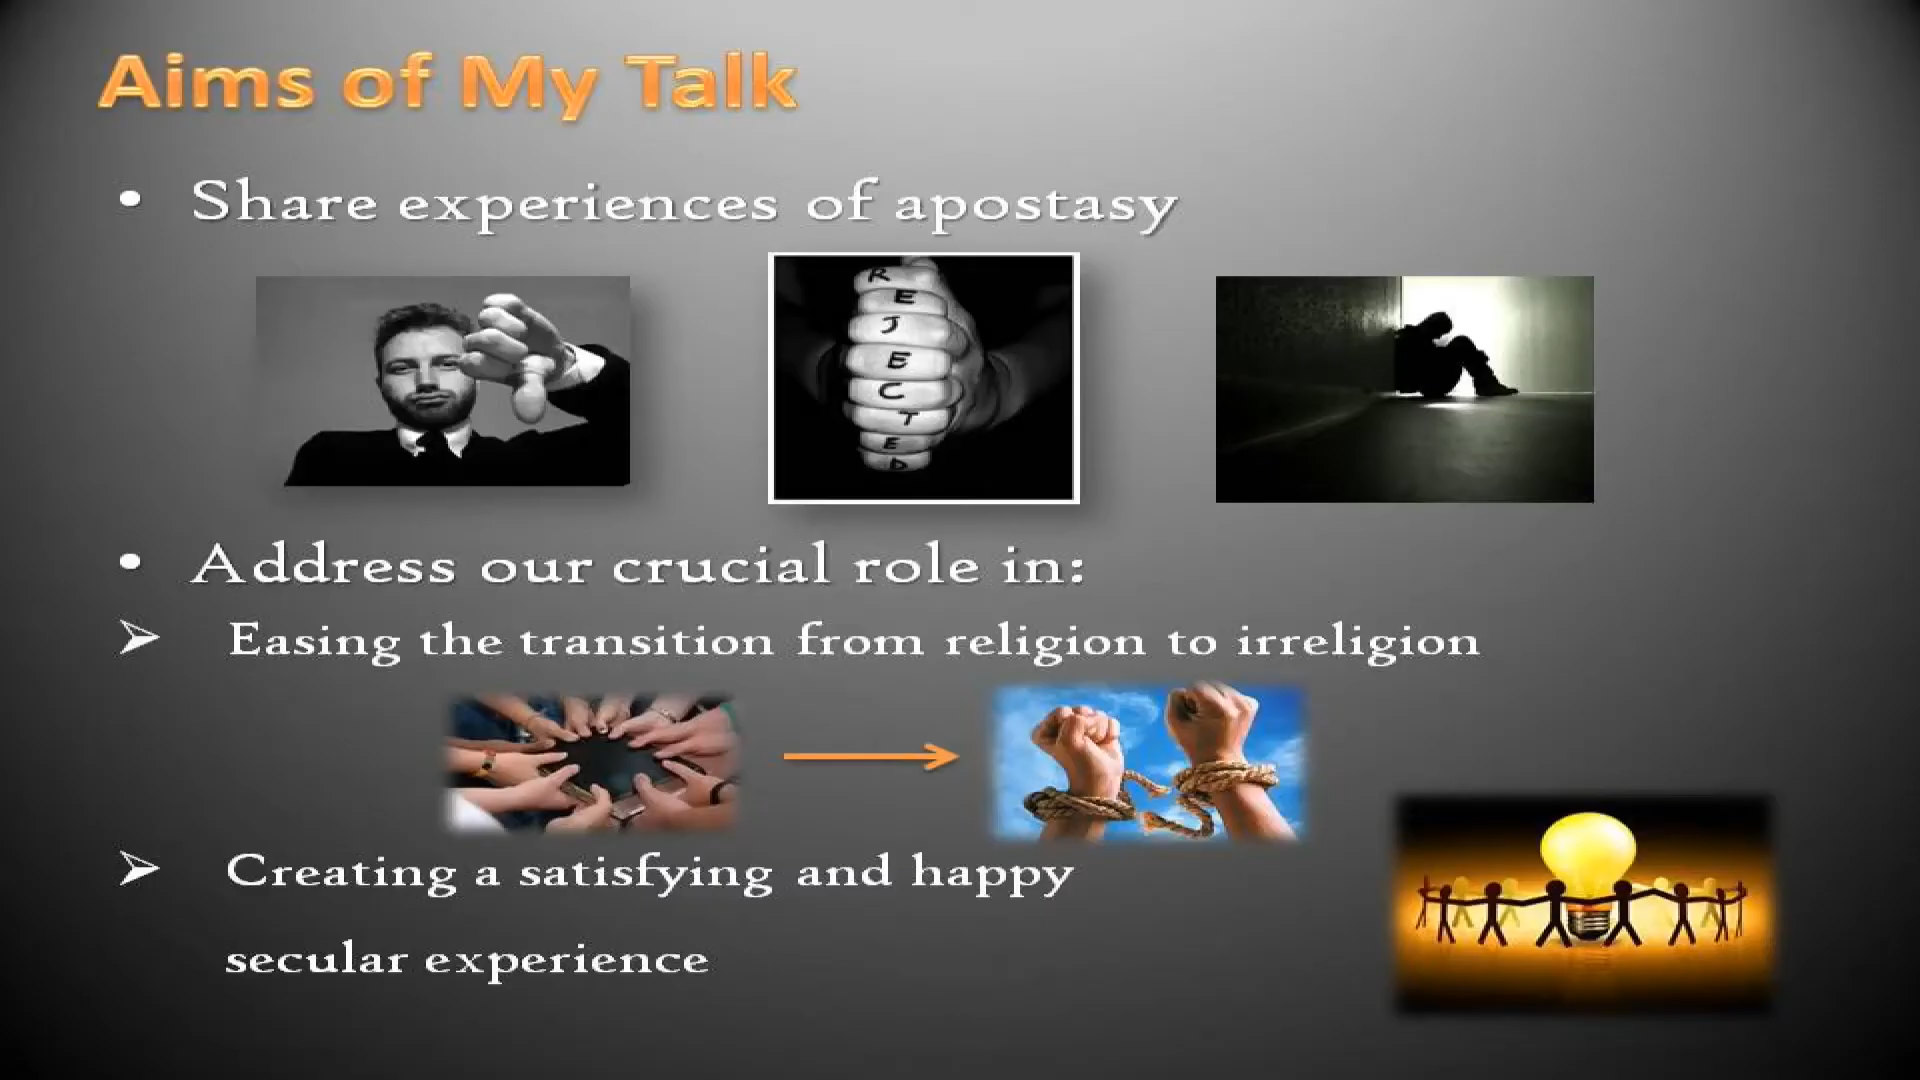 Aims of My Talk
• Share experiences of apostasy
R
E
J
E
C
T
E
D
• Address our crucial role in:
➢ Easing the transition from religion to irreligion
➢ Creating a satisfying and happy
secular experience